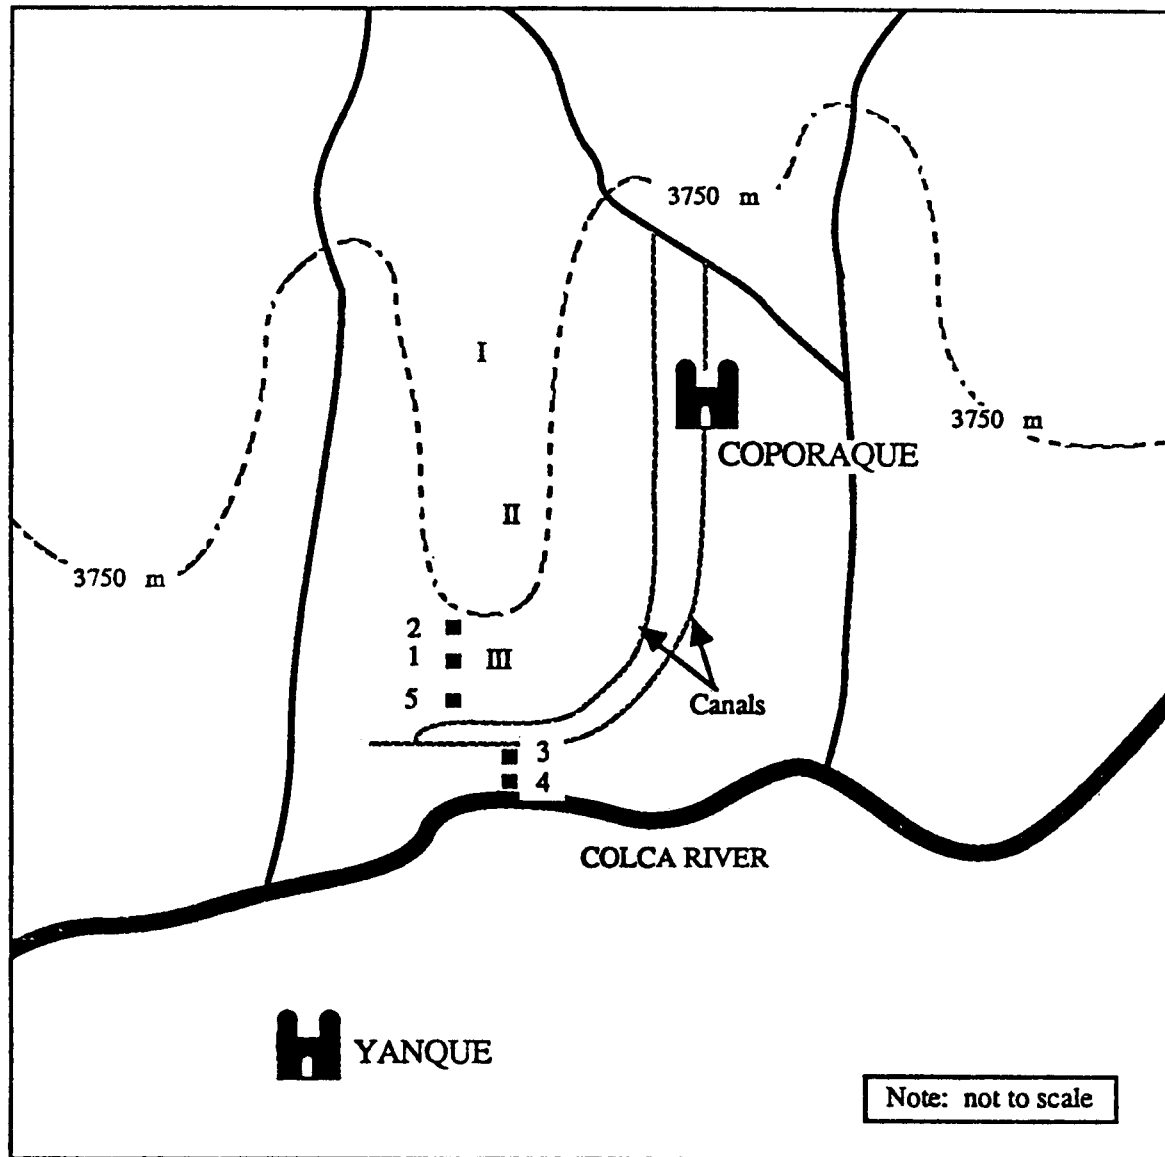 3750 m
I
3750 m
COPORAQUE
II
3750 m
2
1 III
5
Canals
3
4
COLCA RIVER
YANQUE
Note: not to scale